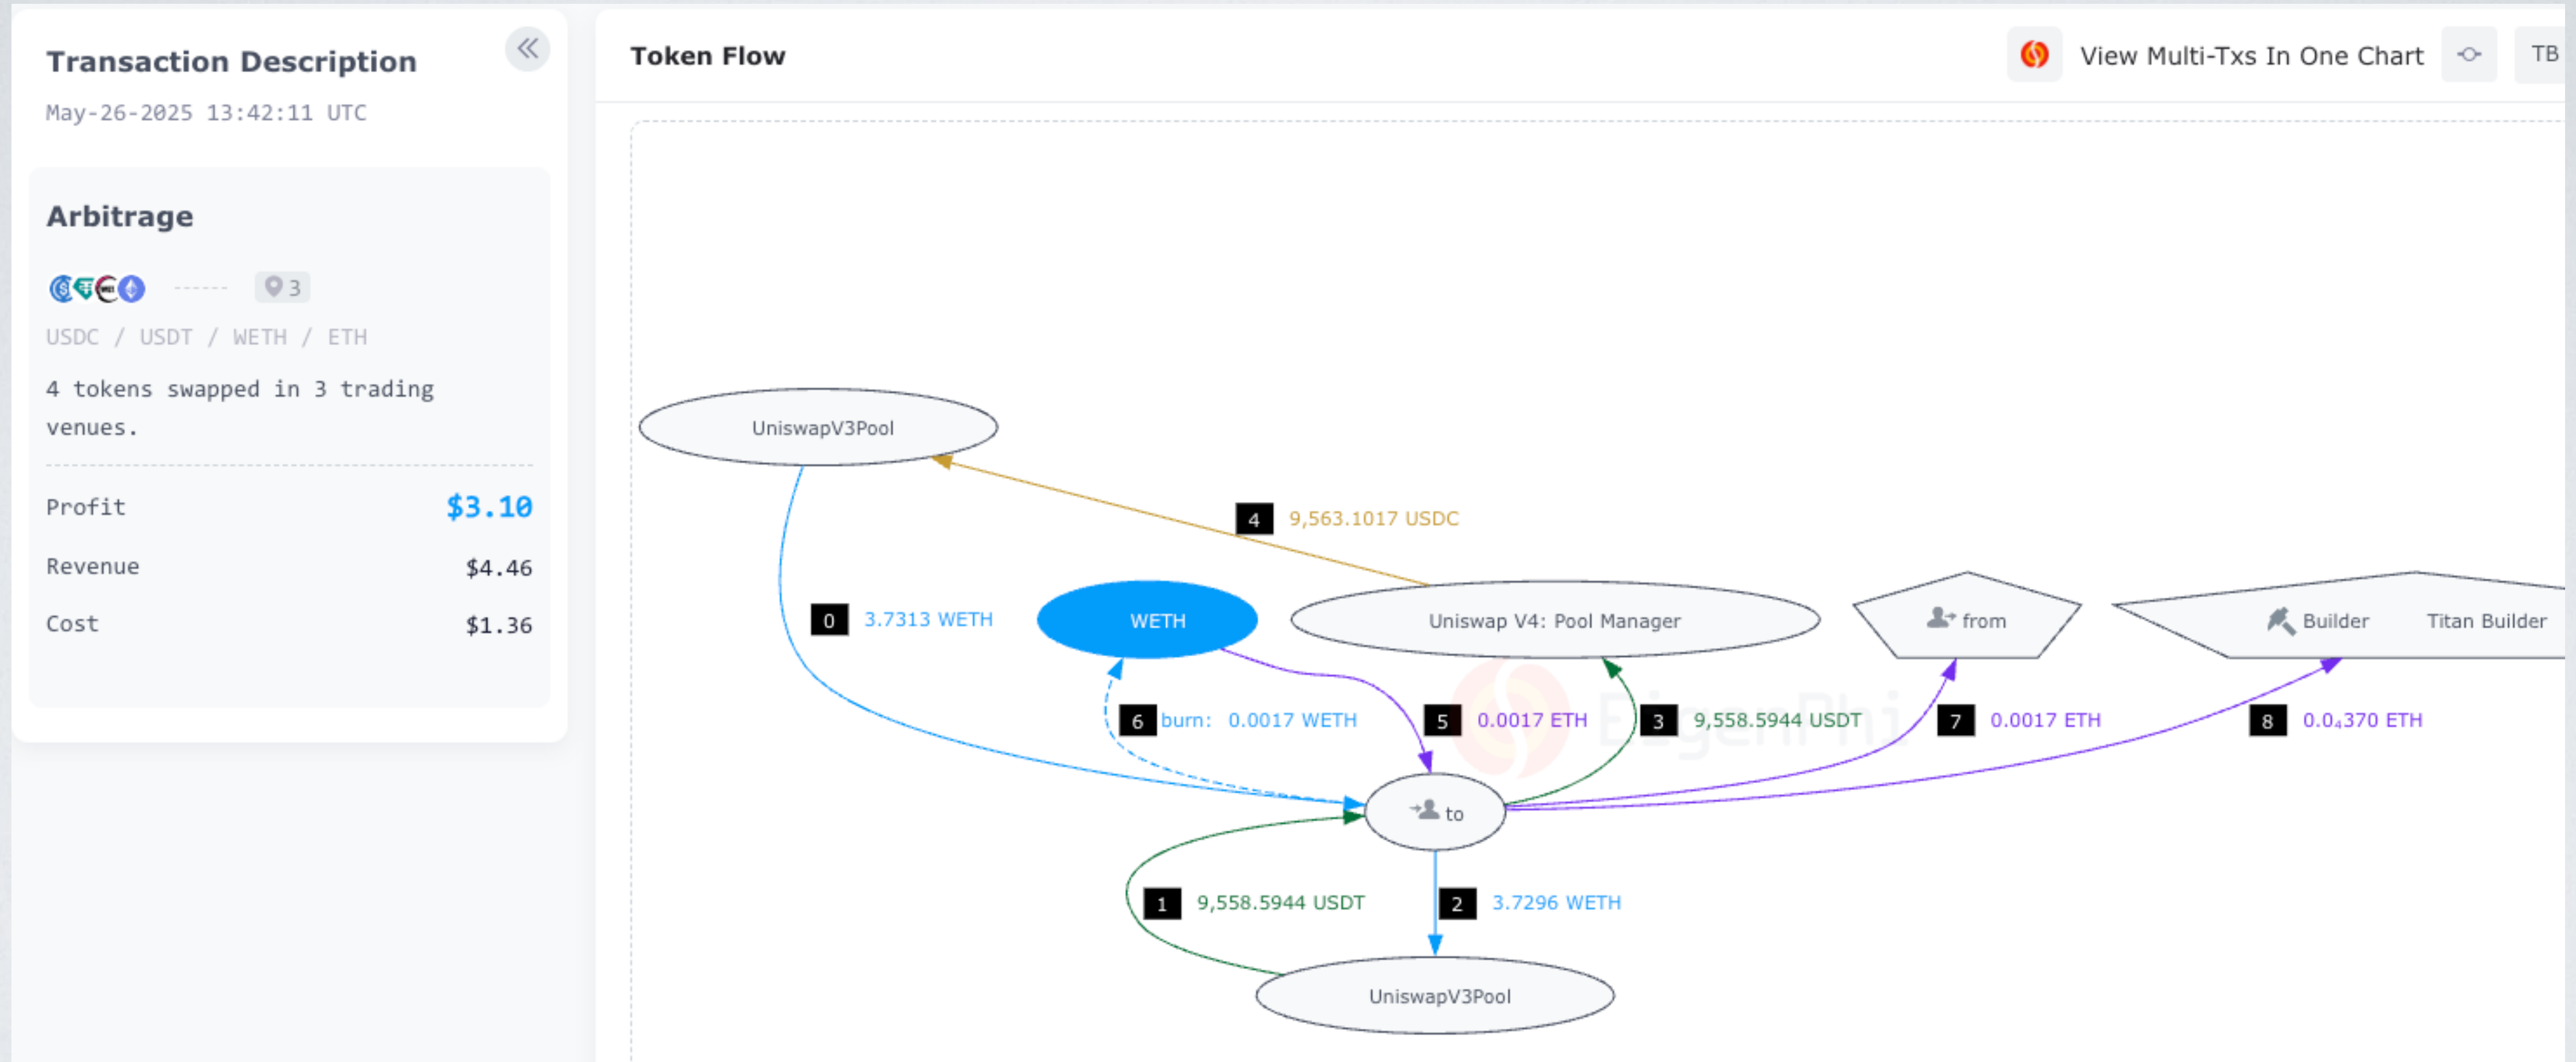 Transaction Description
May-26-2025 13:42:11 UTC
Arbitrage
3
USDC / USDT / WETH / ETH
4 tokens swapped in 3 trading
venues.
Profit $3.10
Revenue $4.46
Cost $1.36
Token Flow
View Multi-Txs In One Chart
TB
UniswapV3Pool
4 9,563.1017 USDC
0 3.7313 WETH
WETH
Uniswap V4: Pool Manager
from
Builder Titan Builder
6 burn: 0.0017 WETH
5 0.0017 ETH
3 9,558.5944 USDT
7 0.0017 ETH
8 0.0₄370 ETH
EigenPhi
to
1 9,558.5944 USDT
2 3.7296 WETH
UniswapV3Pool